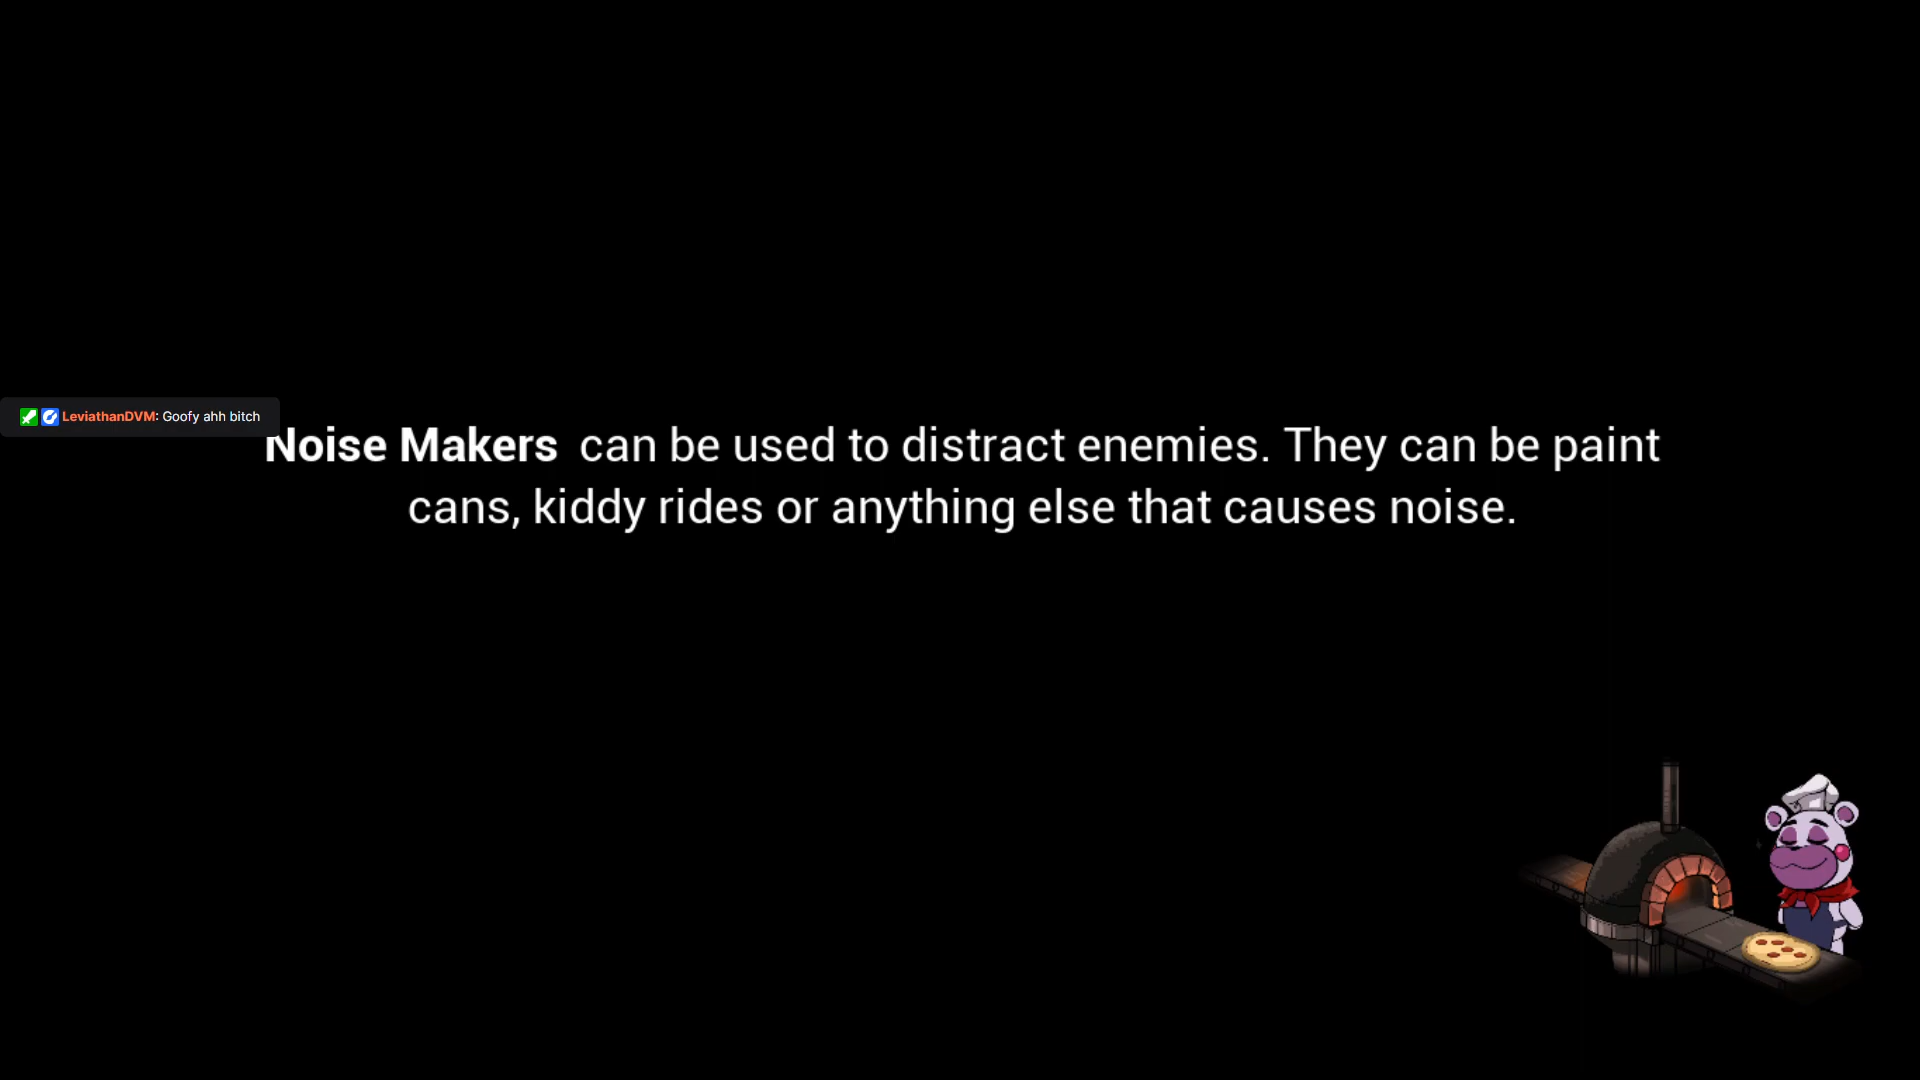 LeviathanDVM: Goofy ahh bitch
Noise Makers can be used to distract enemies. They can be paint
cans, kiddy rides or anything else that causes noise.